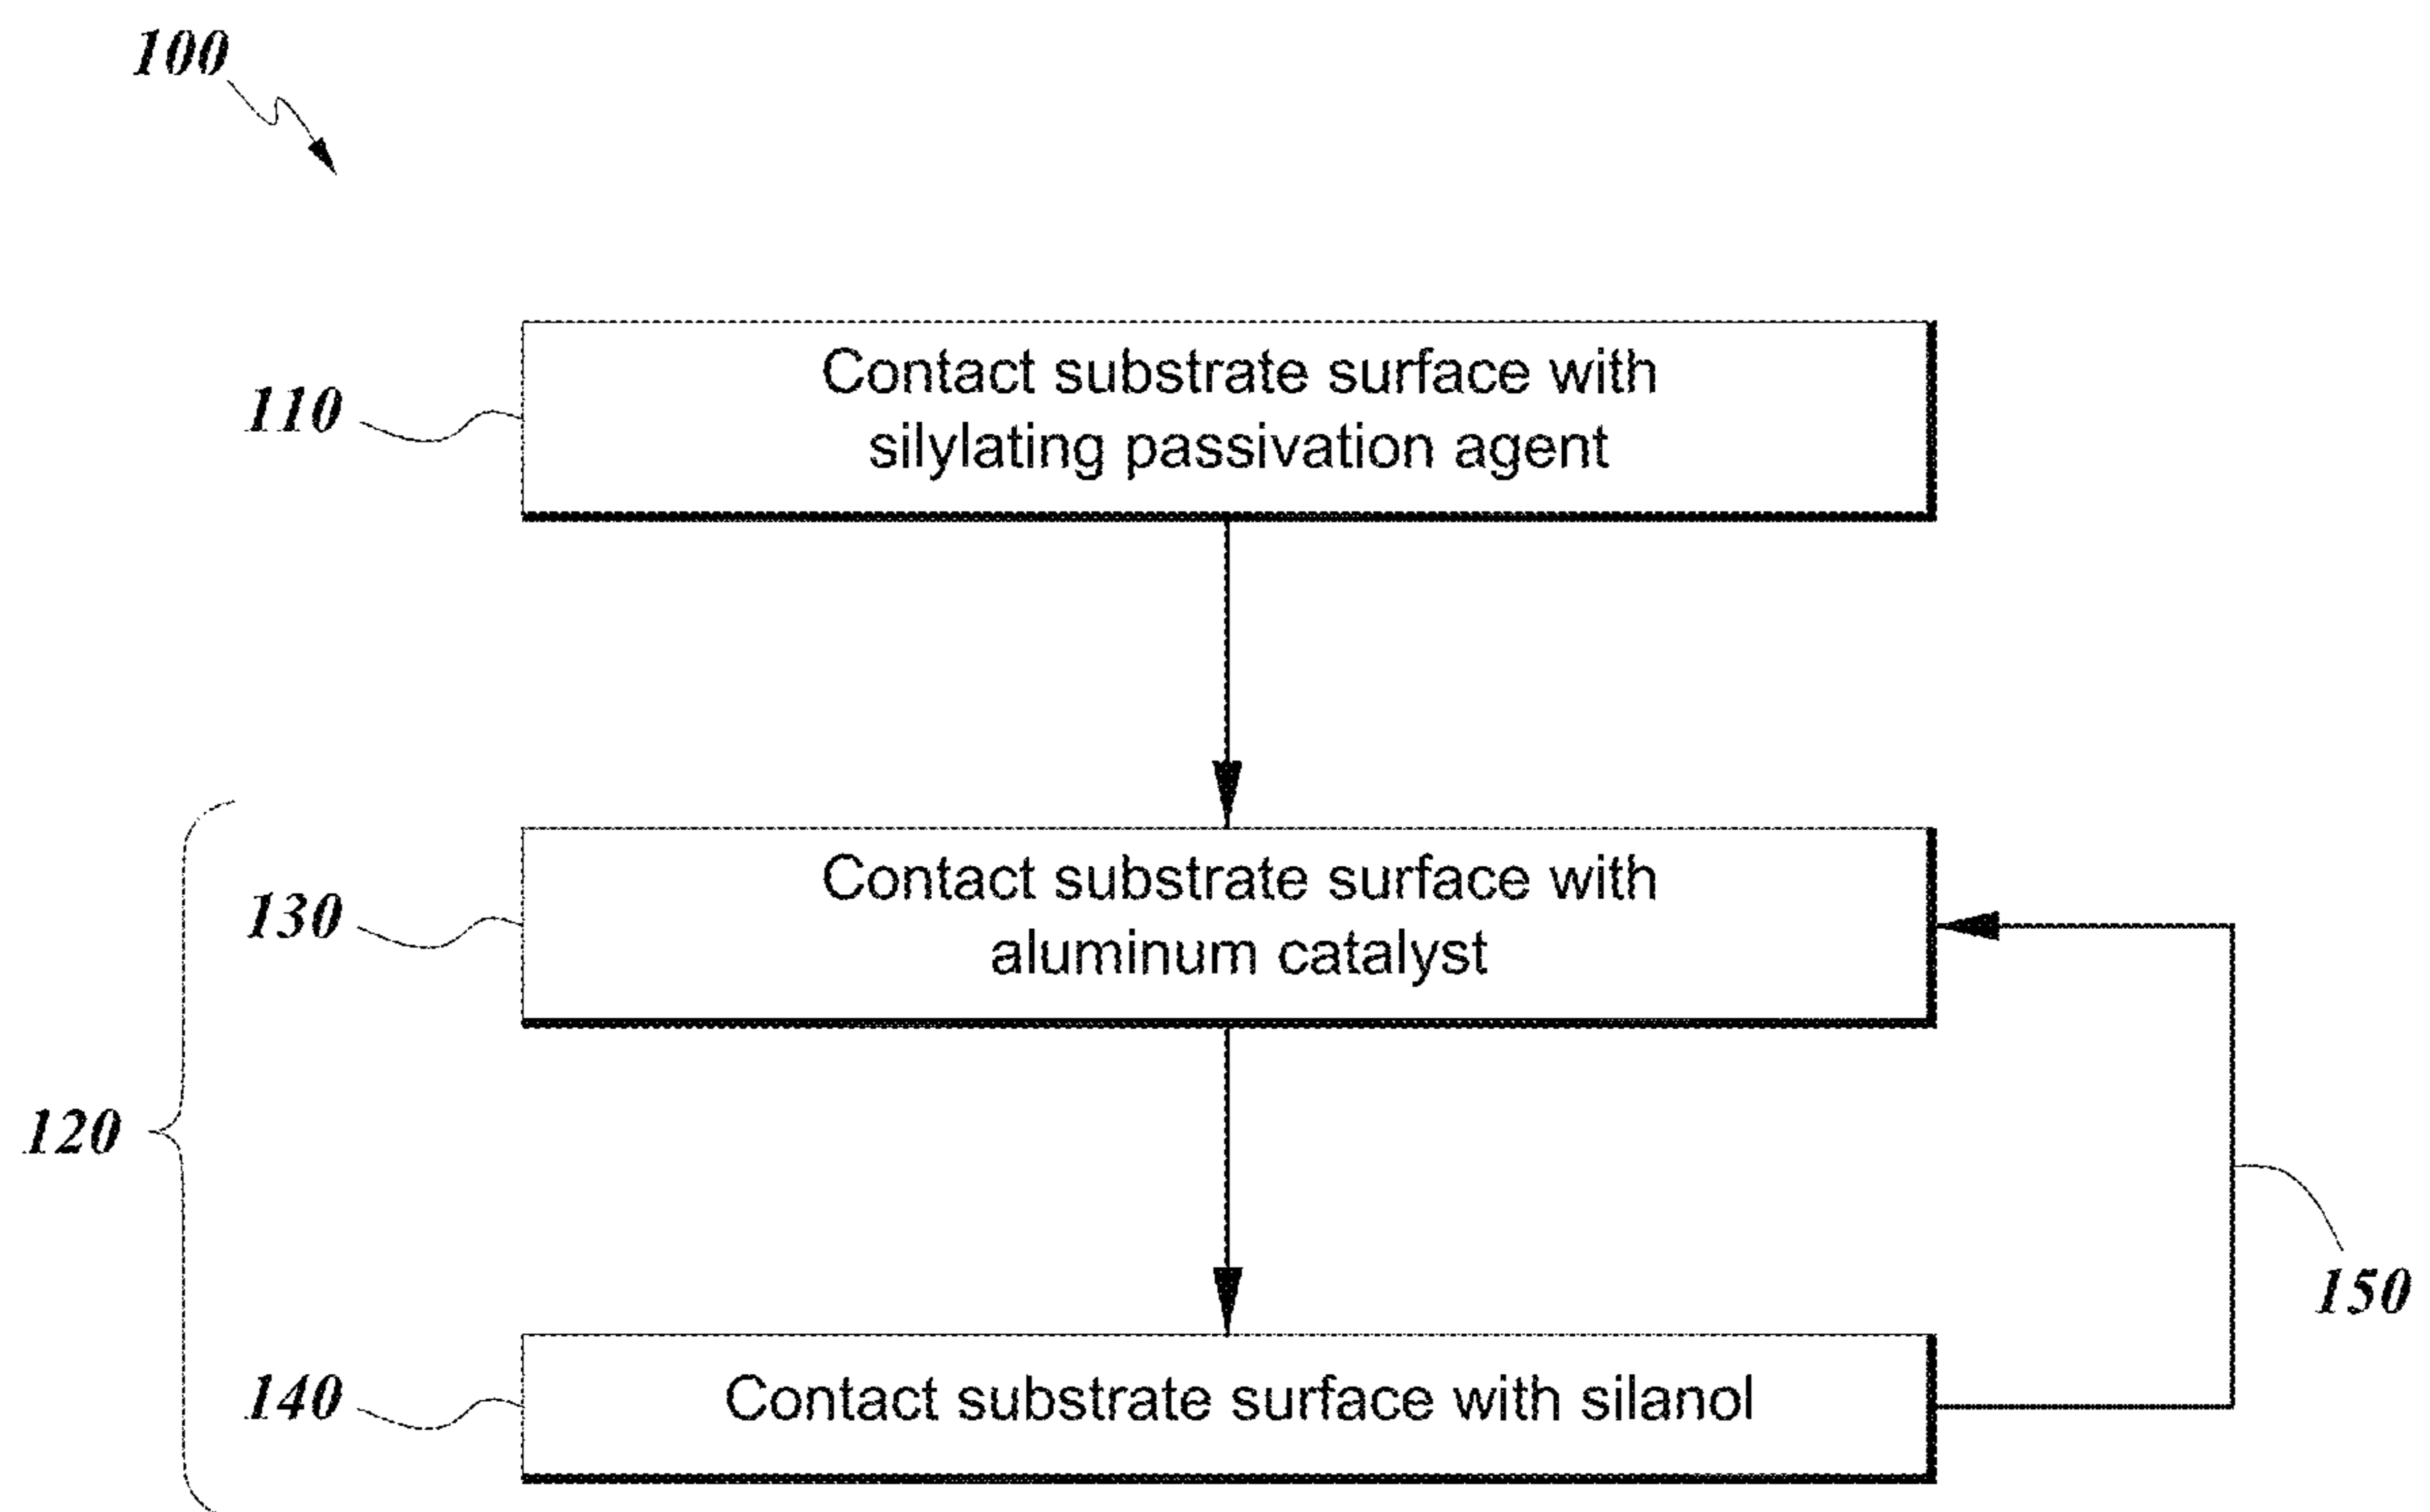 100
110
Contact substrate surface with
silylating passivation agent
120
130
Contact substrate surface with
aluminum catalyst
140
Contact substrate surface with silanol
150